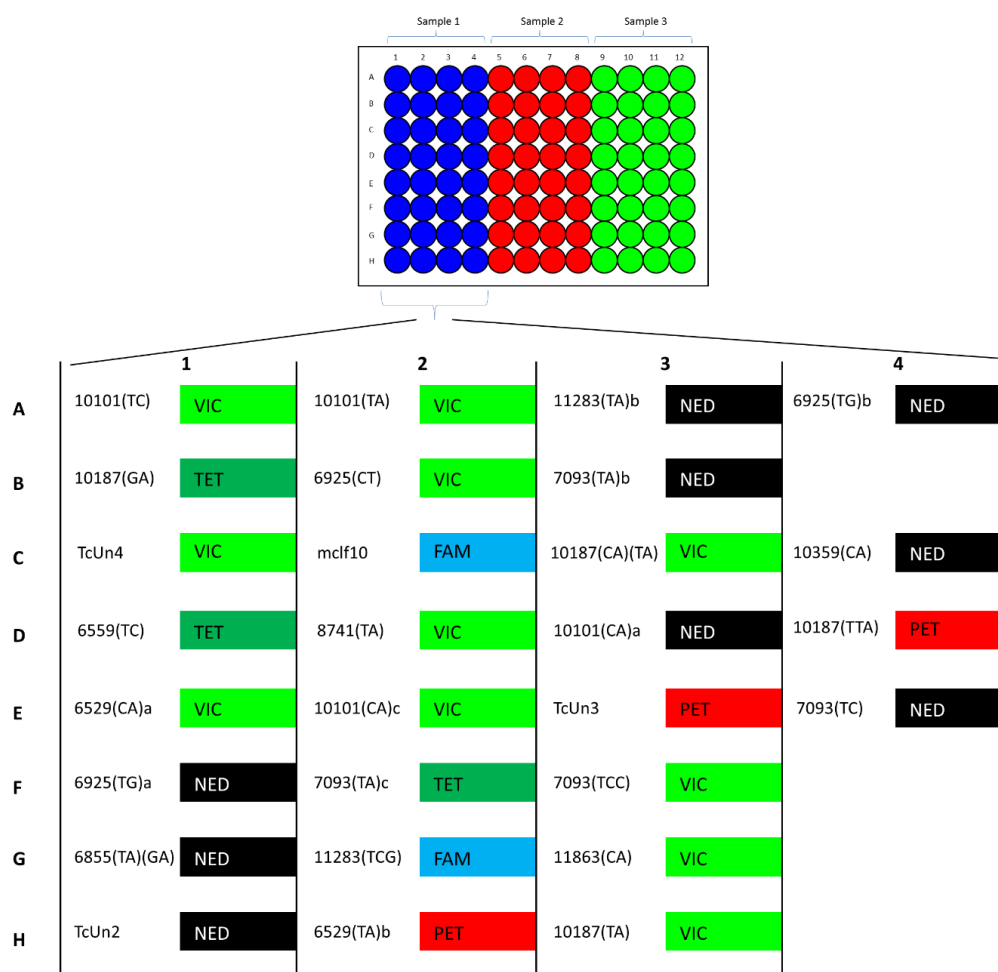 Sample 1 Sample 2 Sample 3
1 2 3 4 5 6 7 8 9 10 11 12
A
B
C
D
E
F
G
H
1 2 3 4
A 10101(TC) VIC 10101(TA) VIC 11283(TA)b NED 6925(TG)b NED
B 10187(GA) TET 6925(CT) VIC 7093(TA)b NED
C TcUn4 VIC mclf10 FAM 10187(CA)(TA) VIC 10359(CA) NED
D 6559(TC) TET 8741(TA) VIC 10101(CA)a NED 10187(TTA) PET
E 6529(CA)a VIC 10101(CA)c VIC TcUn3 PET 7093(TC) NED
F 6925(TG)a NED 7093(TA)c TET 7093(TCC) VIC
G 6855(TA)(GA) NED 11283(TCG) FAM 11863(CA) VIC
H TcUn2 NED 6529(TA)b PET 10187(TA) VIC